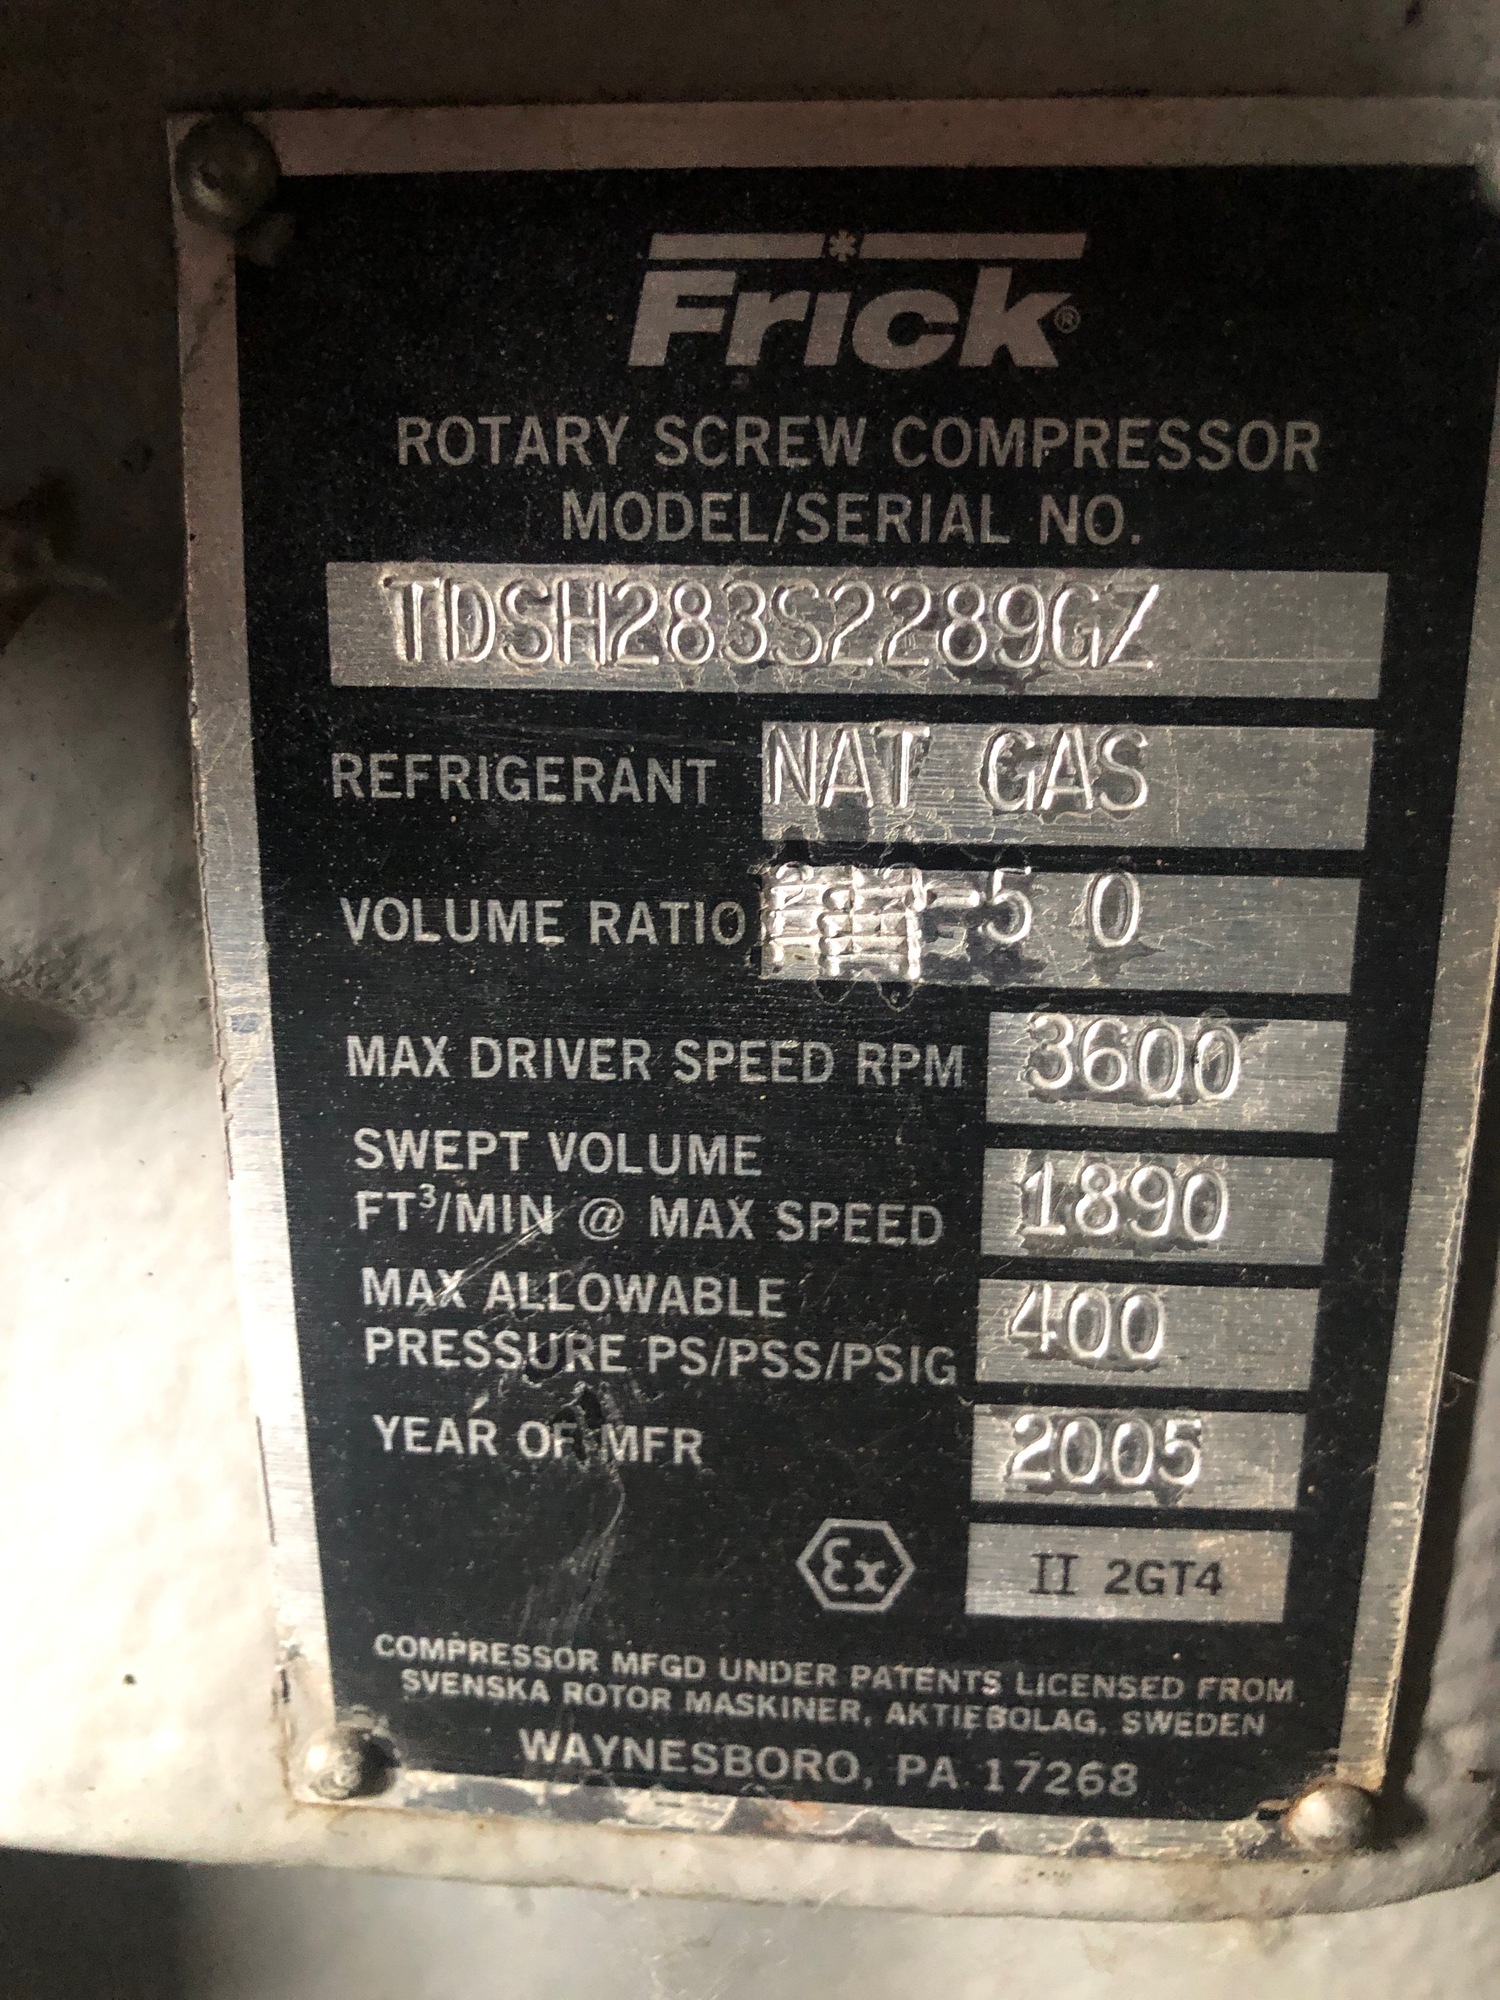 Frick®
ROTARY SCREW COMPRESSOR
MODEL/SERIAL NO.
TDSH283S2289GZ
REFRIGERANT NAT GAS
VOLUME RATIO 5 0
MAX DRIVER SPEED RPM 3600
SWEPT VOLUME
FT³/MIN @ MAX SPEED 1890
MAX ALLOWABLE
PRESSURE PS/PSS/PSIG 400
YEAR OF MFR 2005
Ex II 2GT4
COMPRESSOR MFGD UNDER PATENTS LICENSED FROM
SVENSKA ROTOR MASKINER, AKTIEBOLAG, SWEDEN
WAYNESBORO, PA 17268